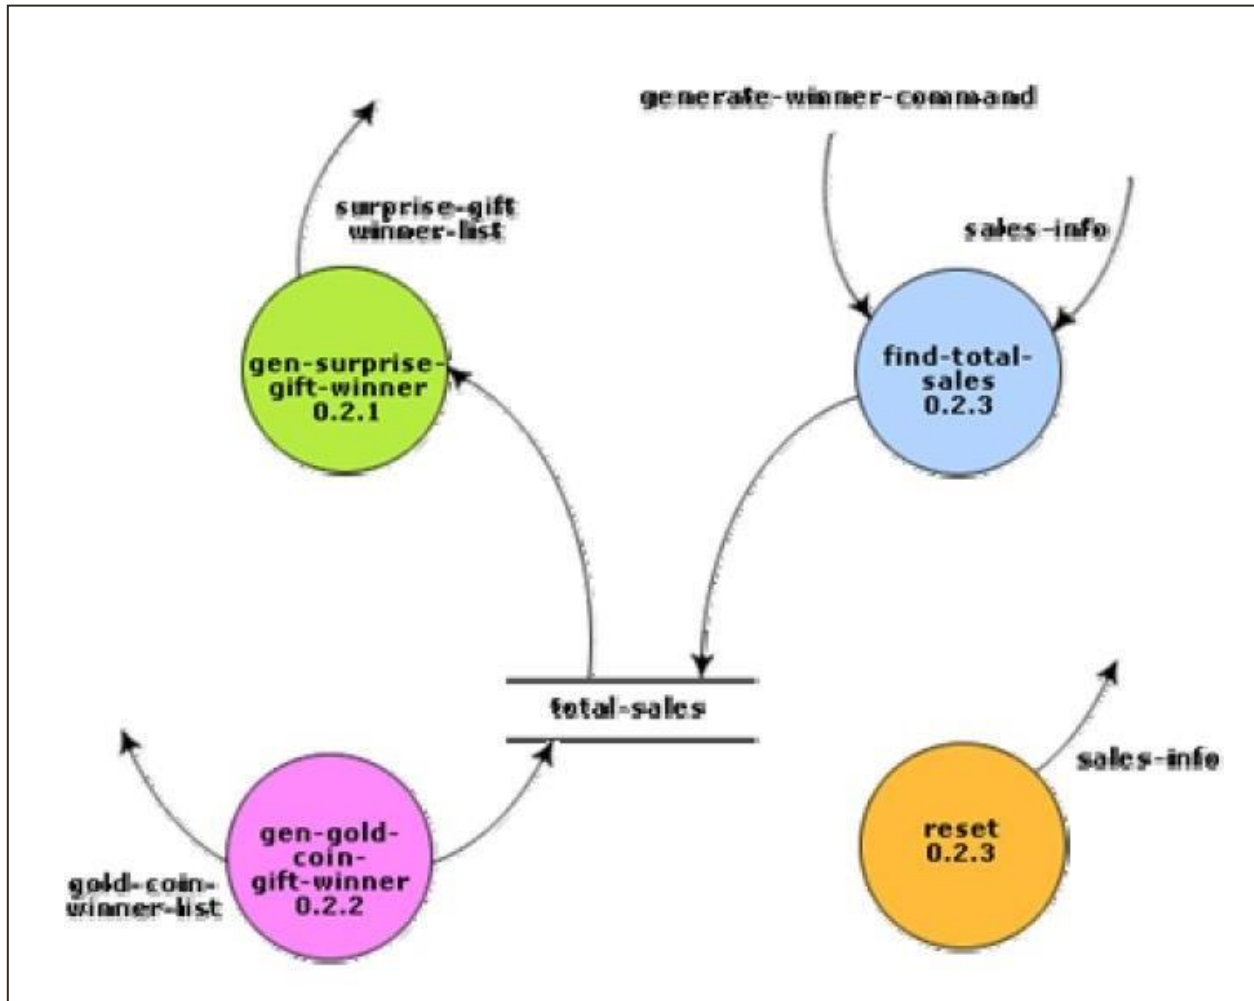 generate-winner-command
surprise-gift
winner-list
sales-info
gen-surprise-
gift-winner
0.2.1
find-total-
sales
0.2.3
total-sales
gen-gold-
coin-
gift-winner
0.2.2
gold-coin-
winner-list
reset
0.2.3
sales-info